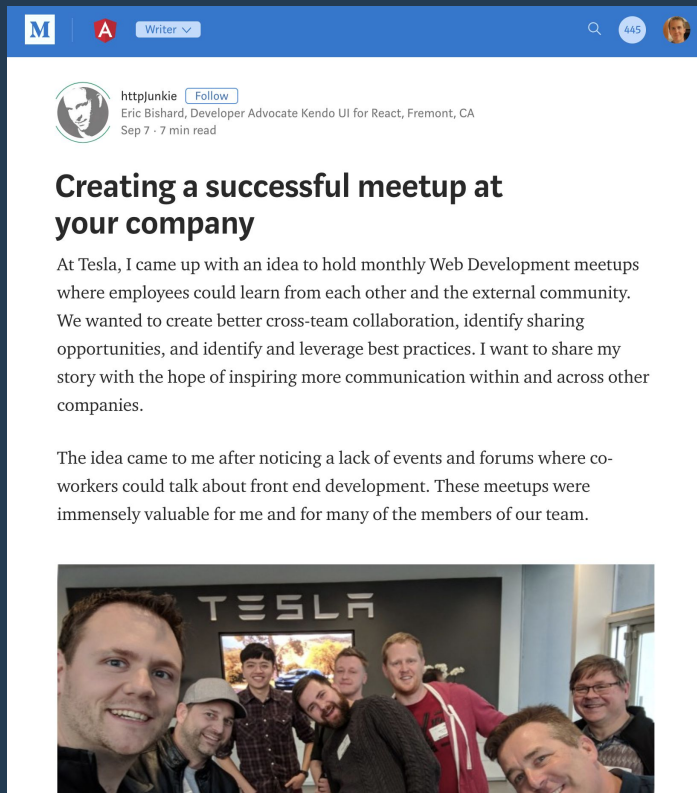 M
A
Writer
445
httpJunkie Follow
Eric Bishard, Developer Advocate Kendo UI for React, Fremont, CA
Sep 7 · 7 min read
Creating a successful meetup at
your company
At Tesla, I came up with an idea to hold monthly Web Development meetups
where employees could learn from each other and the external community.
We wanted to create better cross-team collaboration, identify sharing
opportunities, and identify and leverage best practices. I want to share my
story with the hope of inspiring more communication within and across other
companies.
The idea came to me after noticing a lack of events and forums where co-
workers could talk about front end development. These meetups were
immensely valuable for me and for many of the members of our team.
TESLA